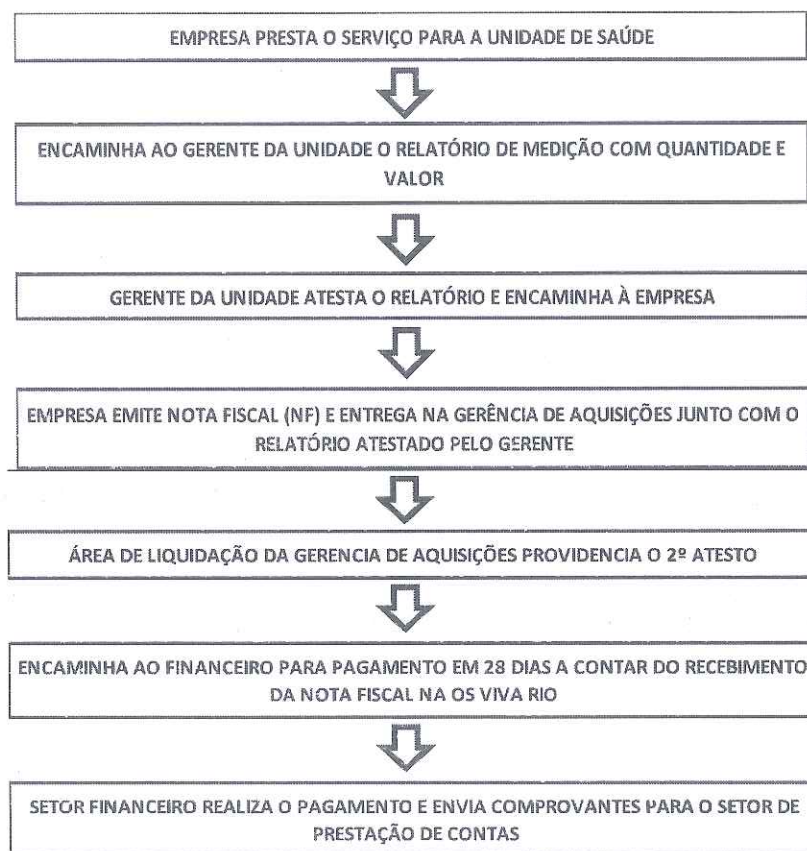 EMPRESA PRESTA O SERVIÇO PARA A UNIDADE DE SAÚDE
ENCAMINHA AO GERENTE DA UNIDADE O RELATÓRIO DE MEDIÇÃO COM QUANTIDADE E
VALOR
GERENTE DA UNIDADE ATESTA O RELATÓRIO E ENCAMINHA À EMPRESA
EMPRESA EMITE NOTA FISCAL (NF) E ENTREGA NA GERÊNCIA DE AQUISIÇÕES JUNTO COM O
RELATÓRIO ATESTADO PELO GERENTE
ÁREA DE LIQUIDAÇÃO DA GERENCIA DE AQUISIÇÕES PROVIDENCIA O 2º ATESTO
ENCAMINHA AO FINANCEIRO PARA PAGAMENTO EM 28 DIAS A CONTAR DO RECEBIMENTO
DA NOTA FISCAL NA OS VIVA RIO
SETOR FINANCEIRO REALIZA O PAGAMENTO E ENVIA COMPROVANTES PARA O SETOR DE
PRESTAÇÃO DE CONTAS